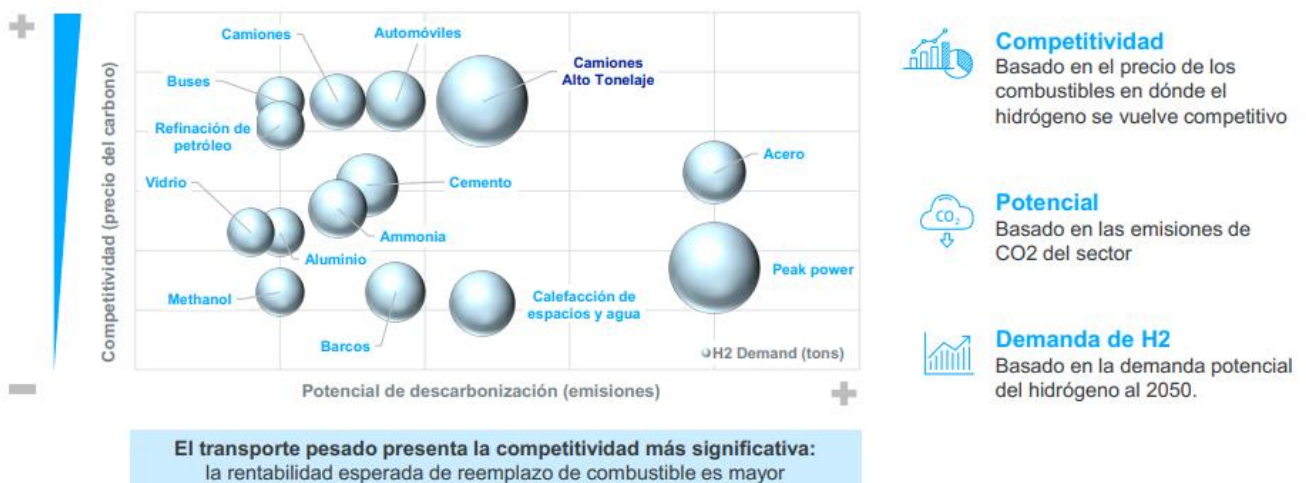 Competitividad (precio del carbono)
Camiones
Automóviles
Camiones
Alto Tonelaje
Buses
Refinación de
petróleo
Acero
Vidrio
Cemento
Ammonia
Aluminio
Peak power
Methanol
Calefacción de
espacios y agua
Barcos
H2 Demand (tons)
Potencial de descarbonización (emisiones)
El transporte pesado presenta la competitividad más significativa:
la rentabilidad esperada de reemplazo de combustible es mayor
Competitividad
Basado en el precio de los
combustibles en dónde el
hidrógeno se vuelve competitivo
CO2
Potencial
Basado en las emisiones de
CO2 del sector
Demanda de H2
Basado en la demanda potencial
del hidrógeno al 2050.